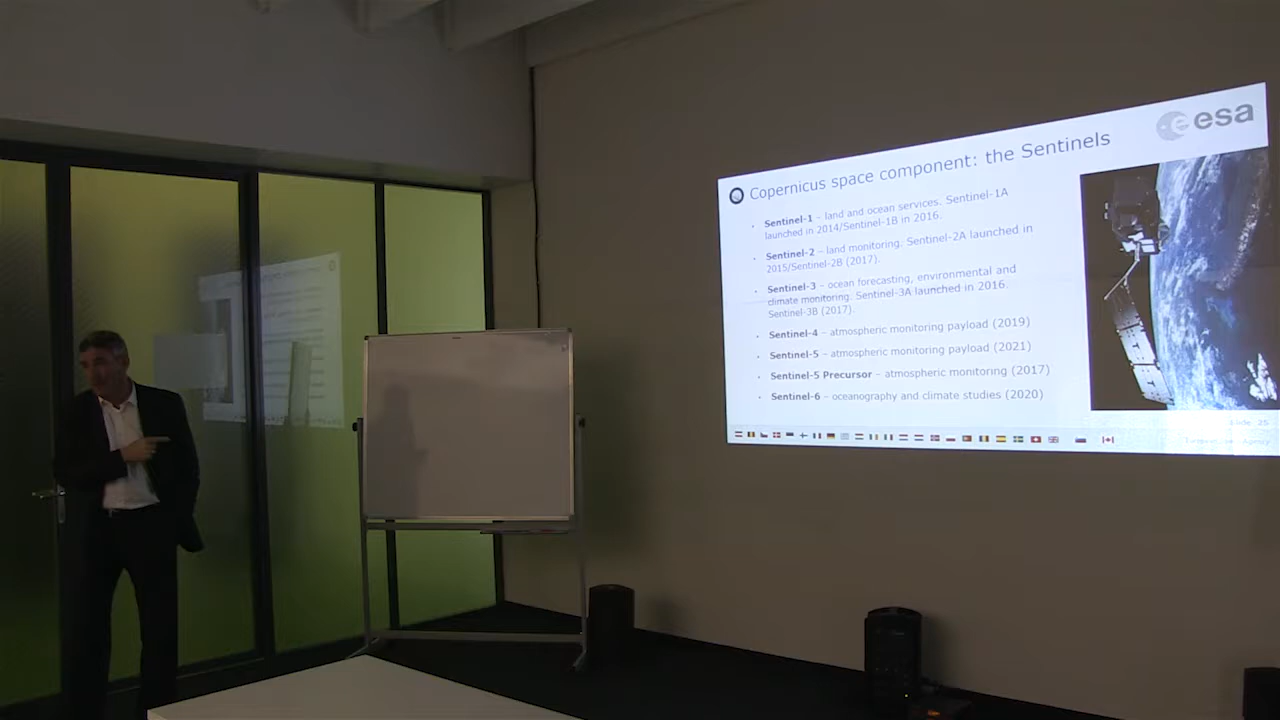 esa
Copernicus space component: the Sentinels
Sentinel-1 – land and ocean services. Sentinel-1A
launched in 2014/Sentinel-1B in 2016.
Sentinel-2 – land monitoring. Sentinel-2A launched in
2015/Sentinel-2B (2017).
Sentinel-3 – ocean forecasting, environmental and
climate monitoring. Sentinel-3A launched in 2016.
Sentinel-3B (2017).
Sentinel-4 – atmospheric monitoring payload (2019)
Sentinel-5 – atmospheric monitoring payload (2021)
Sentinel-5 Precursor – atmospheric monitoring (2017)
Sentinel-6 – oceanography and climate studies (2020)
Slide 25
Agency